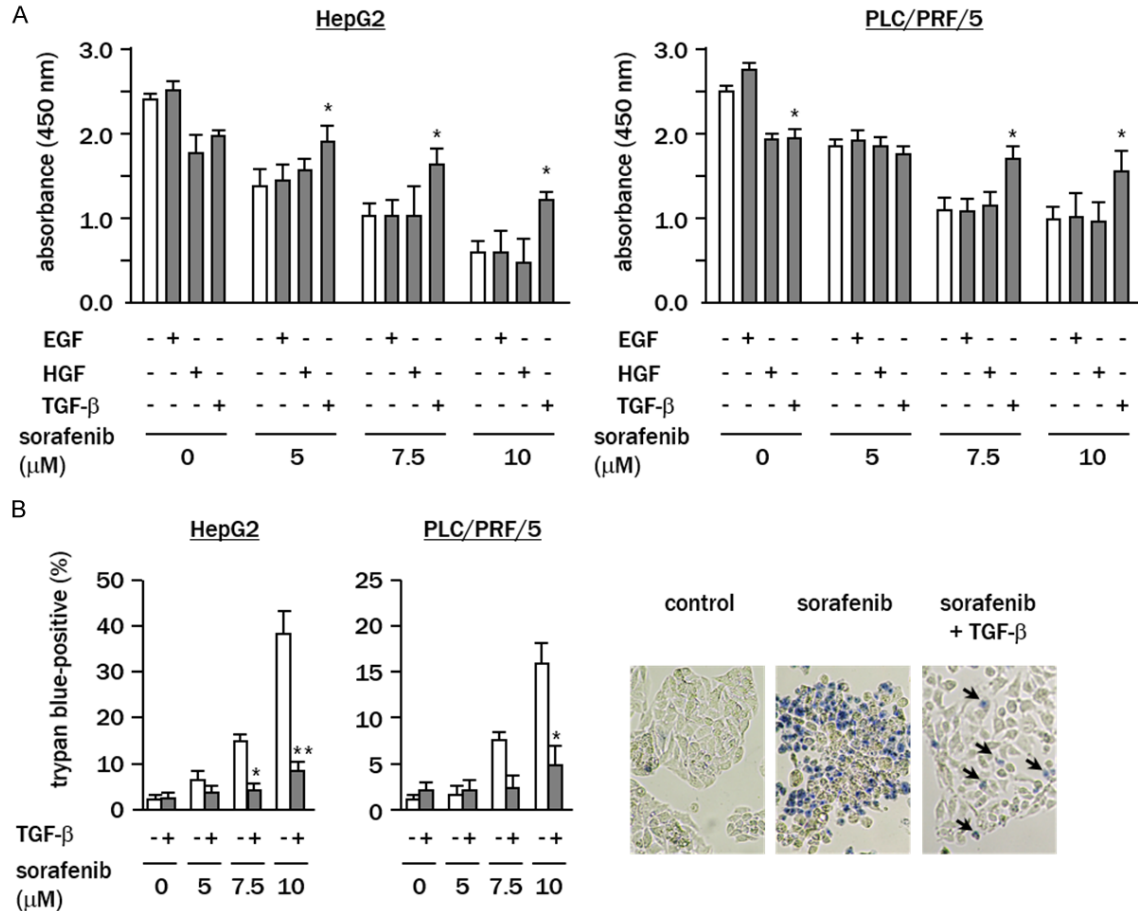 A
HepG2
PLC/PRF/5
absorbance (450 nm)
3.0
2.0
1.0
0.0
* * *
absorbance (450 nm)
3.0
2.0
1.0
0.0
* * *
EGF - + - - - + - - - + - - - + - -
HGF - - + - - - + - - - + - - - + -
TGF-β - - - + - - - + - - - + - - - +
sorafenib
(μM) 0 5 7.5 10
EGF - + - - - + - - - + - - - + - -
HGF - - + - - - + - - - + - - - + -
TGF-β - - - + - - - + - - - + - - - +
sorafenib
(μM) 0 5 7.5 10
B
HepG2
PLC/PRF/5
trypan blue-positive (%)
50
40
30
20
10
0
* **
25
20
15
10
5
0
*
TGF-β - + - + - + - + - + - + - + - +
sorafenib
(μM) 0 5 7.5 10 0 5 7.5 10
control
sorafenib
sorafenib
+ TGF-β